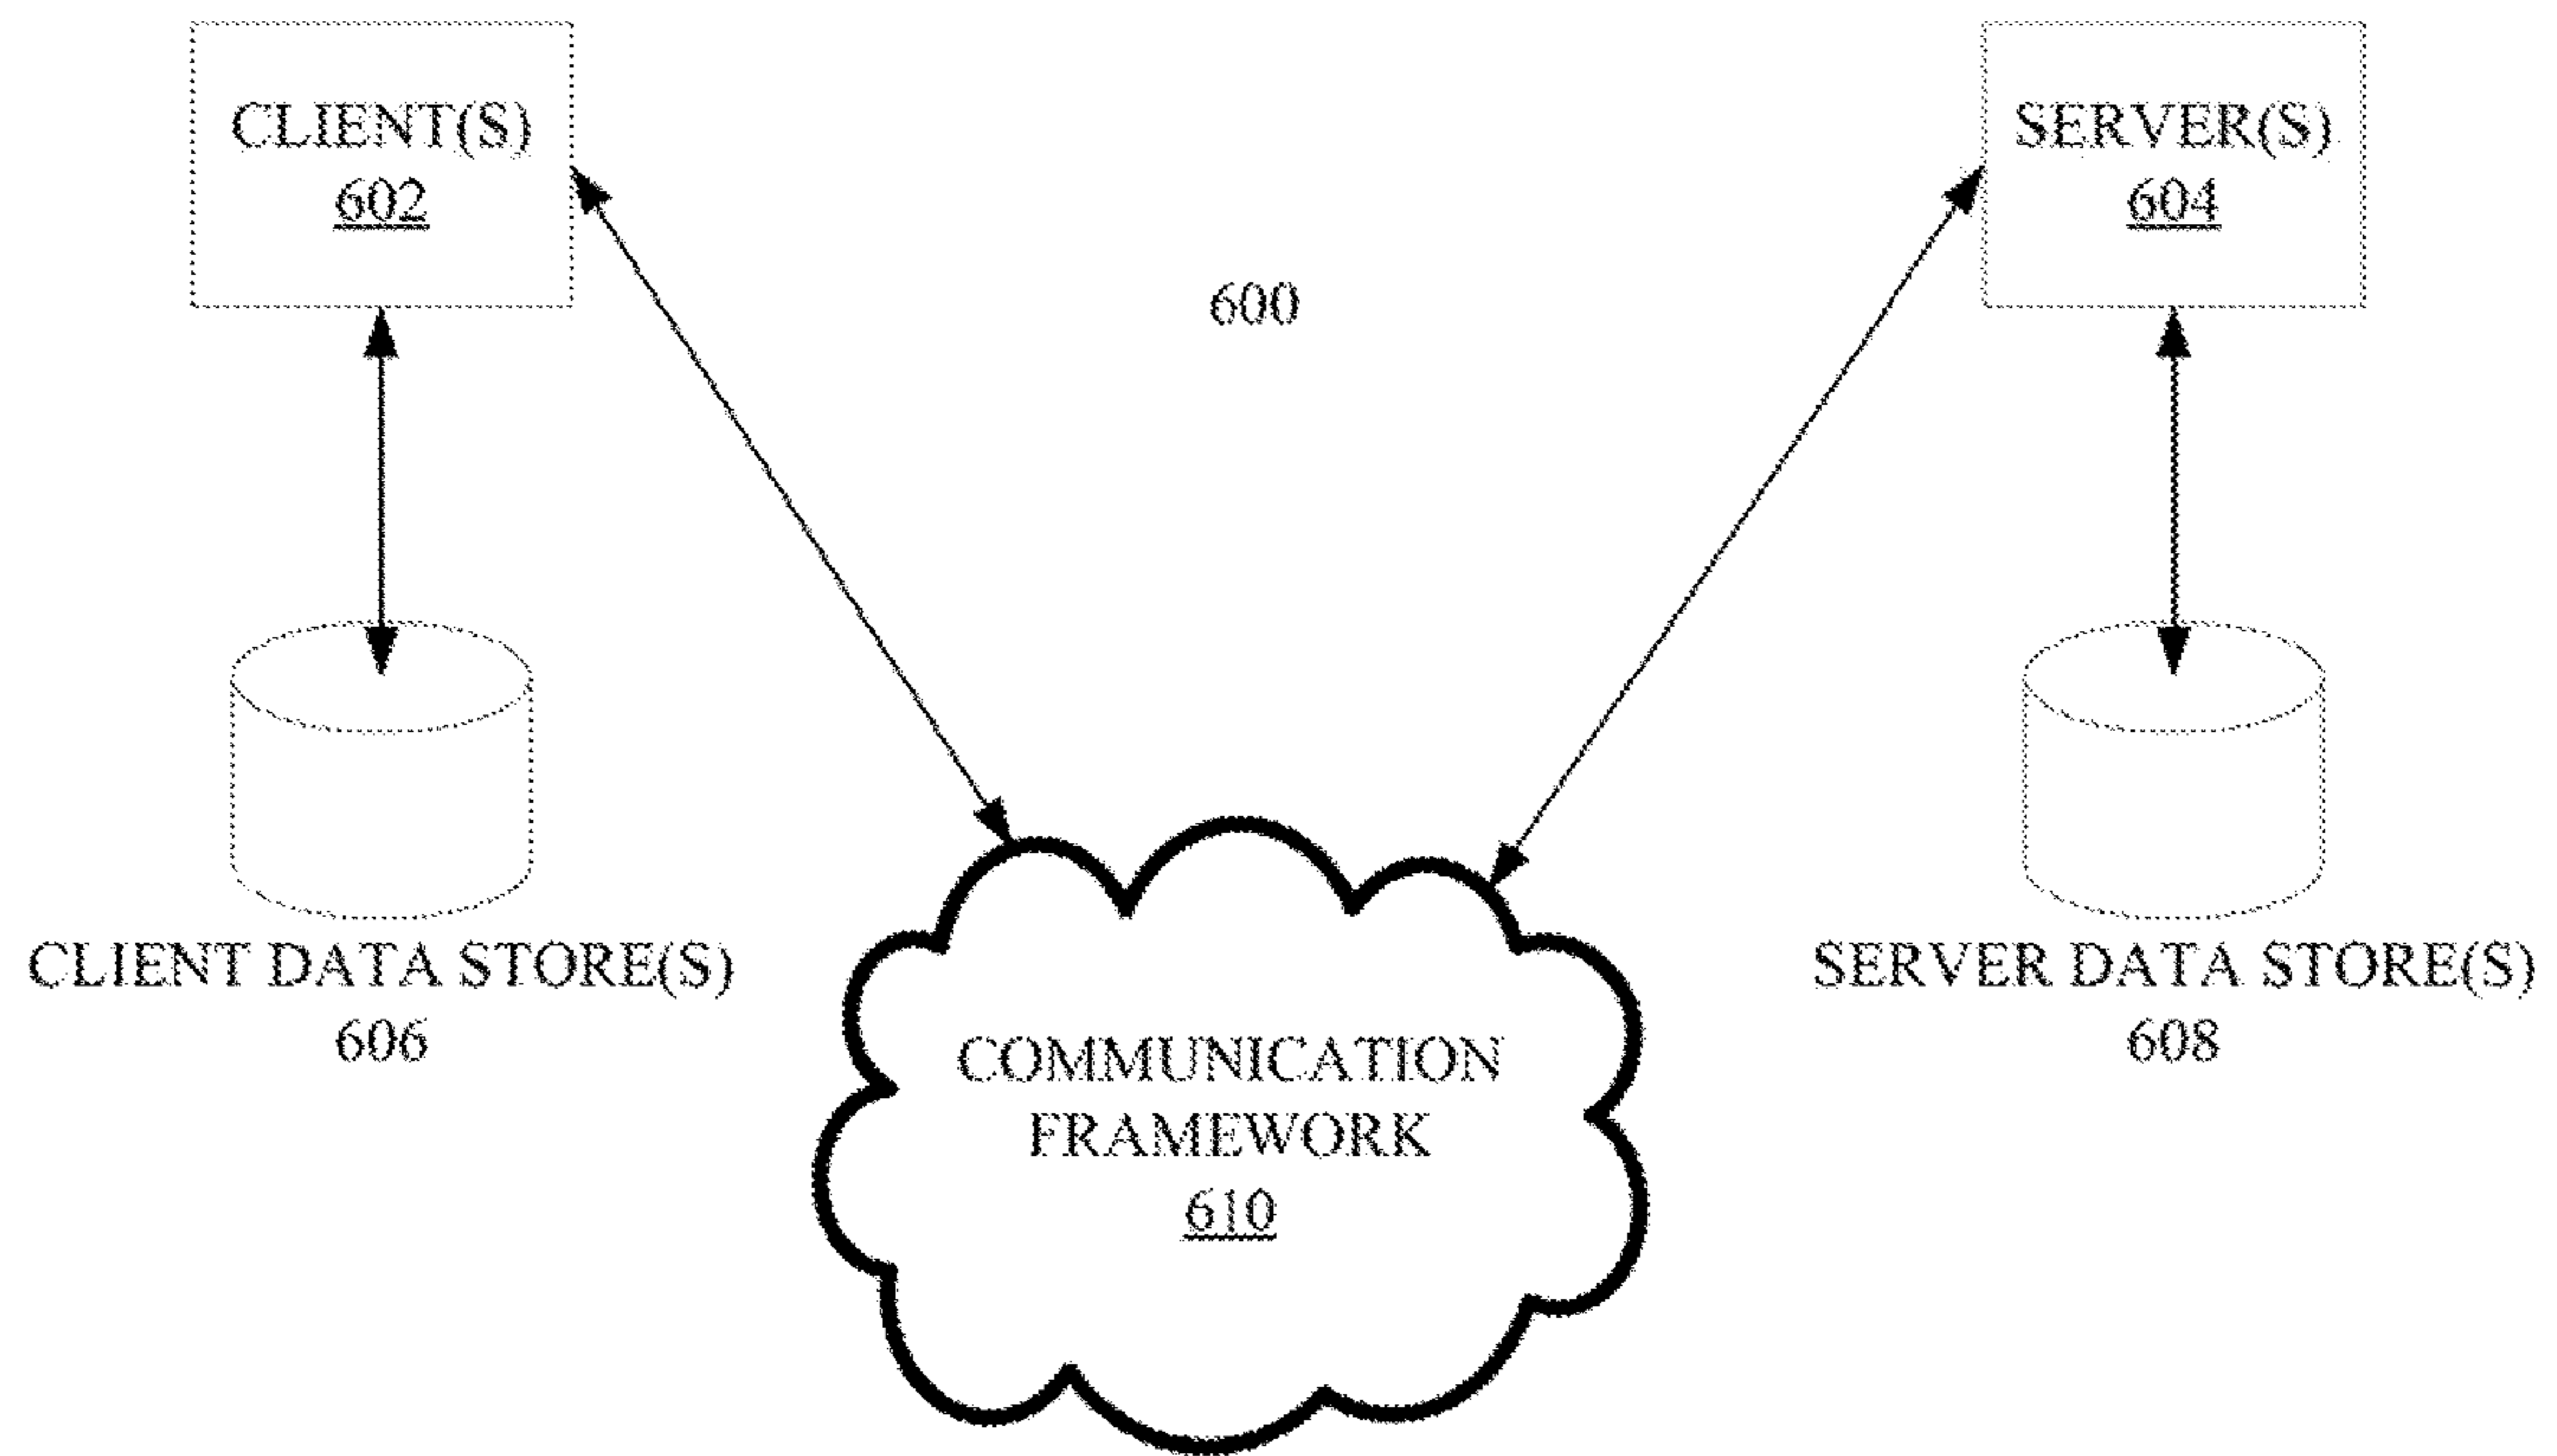 CLIENT(S)
602
SERVER(S)
604
600
CLIENT DATA STORE(S)
606
SERVER DATA STORE(S)
608
COMMUNICATION
FRAMEWORK
610